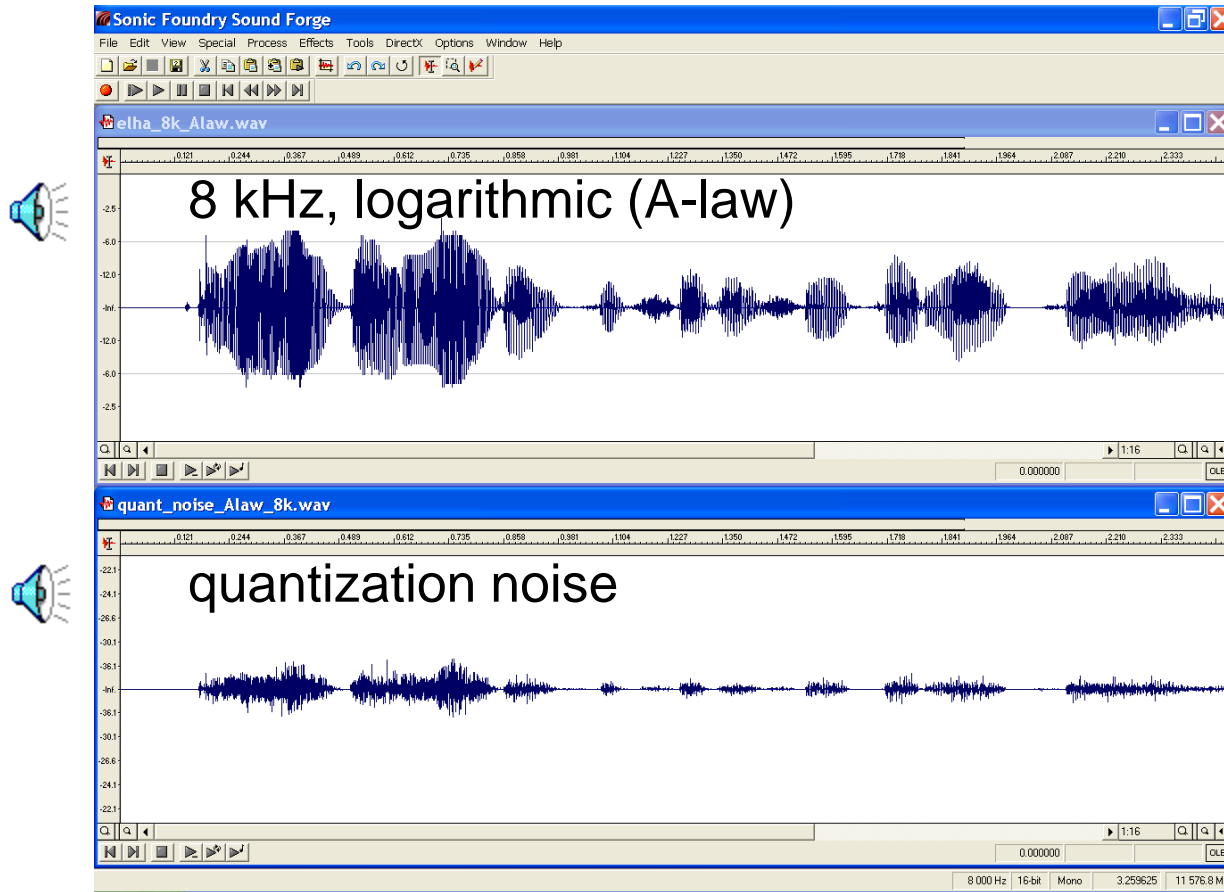 Sonic Foundry Sound Forge
File Edit View Special Process Effects Tools DirectX Options Window Help
elha_8k_Alaw.wav
0.121 0.244 0.367 0.489 0.612 0.735 0.858 0.981 1.104 1.227 1.350 1.472 1.595 1.718 1.841 1.964 2.087 2.210 2.333
8 kHz, logarithmic (A-law)
-2.5
-6.0
-12.0
-Inf.
-12.0
-6.0
-2.5
1:16
0.000000
OLE
quant_noise_Alaw_8k.wav
0.121 0.244 0.367 0.489 0.612 0.735 0.858 0.981 1.104 1.227 1.350 1.472 1.595 1.718 1.841 1.964 2.087 2.210 2.333
quantization noise
-22.1
-24.1
-26.6
-30.1
-36.1
-Inf.
-36.1
-30.1
-26.6
-24.1
-22.1
1:16
0.000000
OLE
8 000 Hz 16-bit Mono 3.259625 11 576.8 M